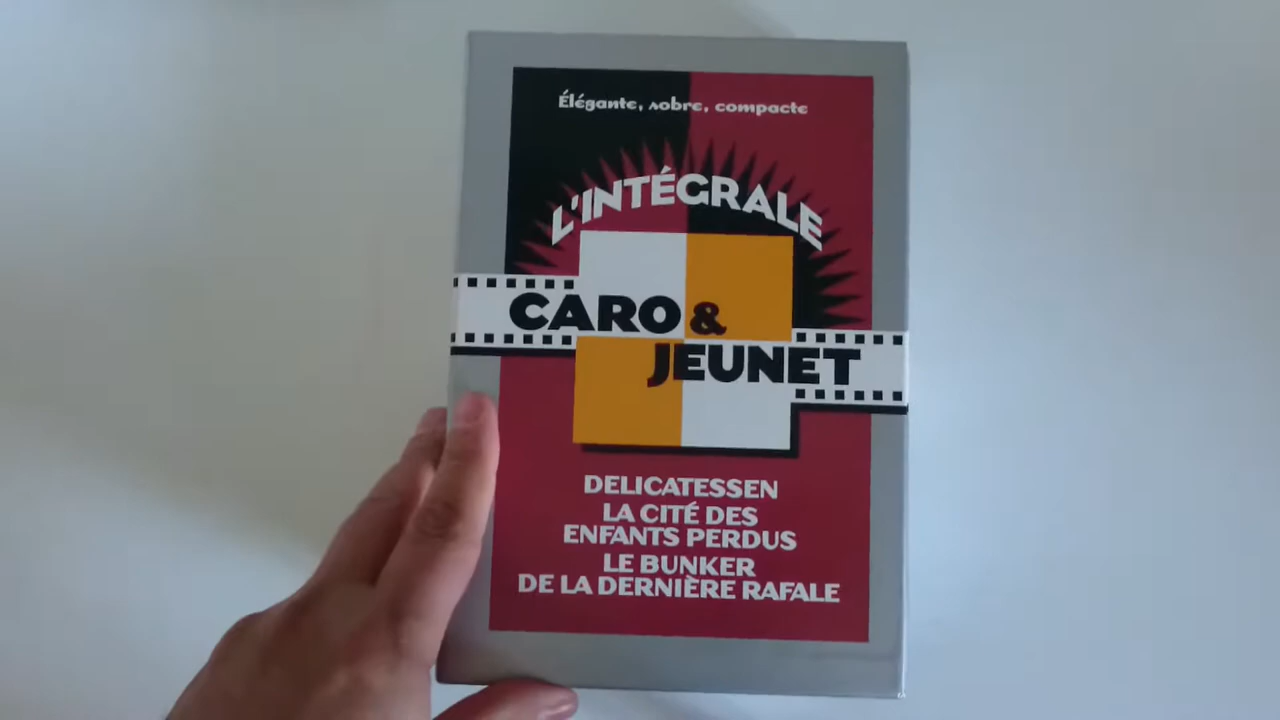 Élégante, sobre, compacte
L'INTÉGRALE
CARO &
JEUNET
DELICATESSEN
LA CITÉ DES
ENFANTS PERDUS
LE BUNKER
DE LA DERNIÈRE RAFALE